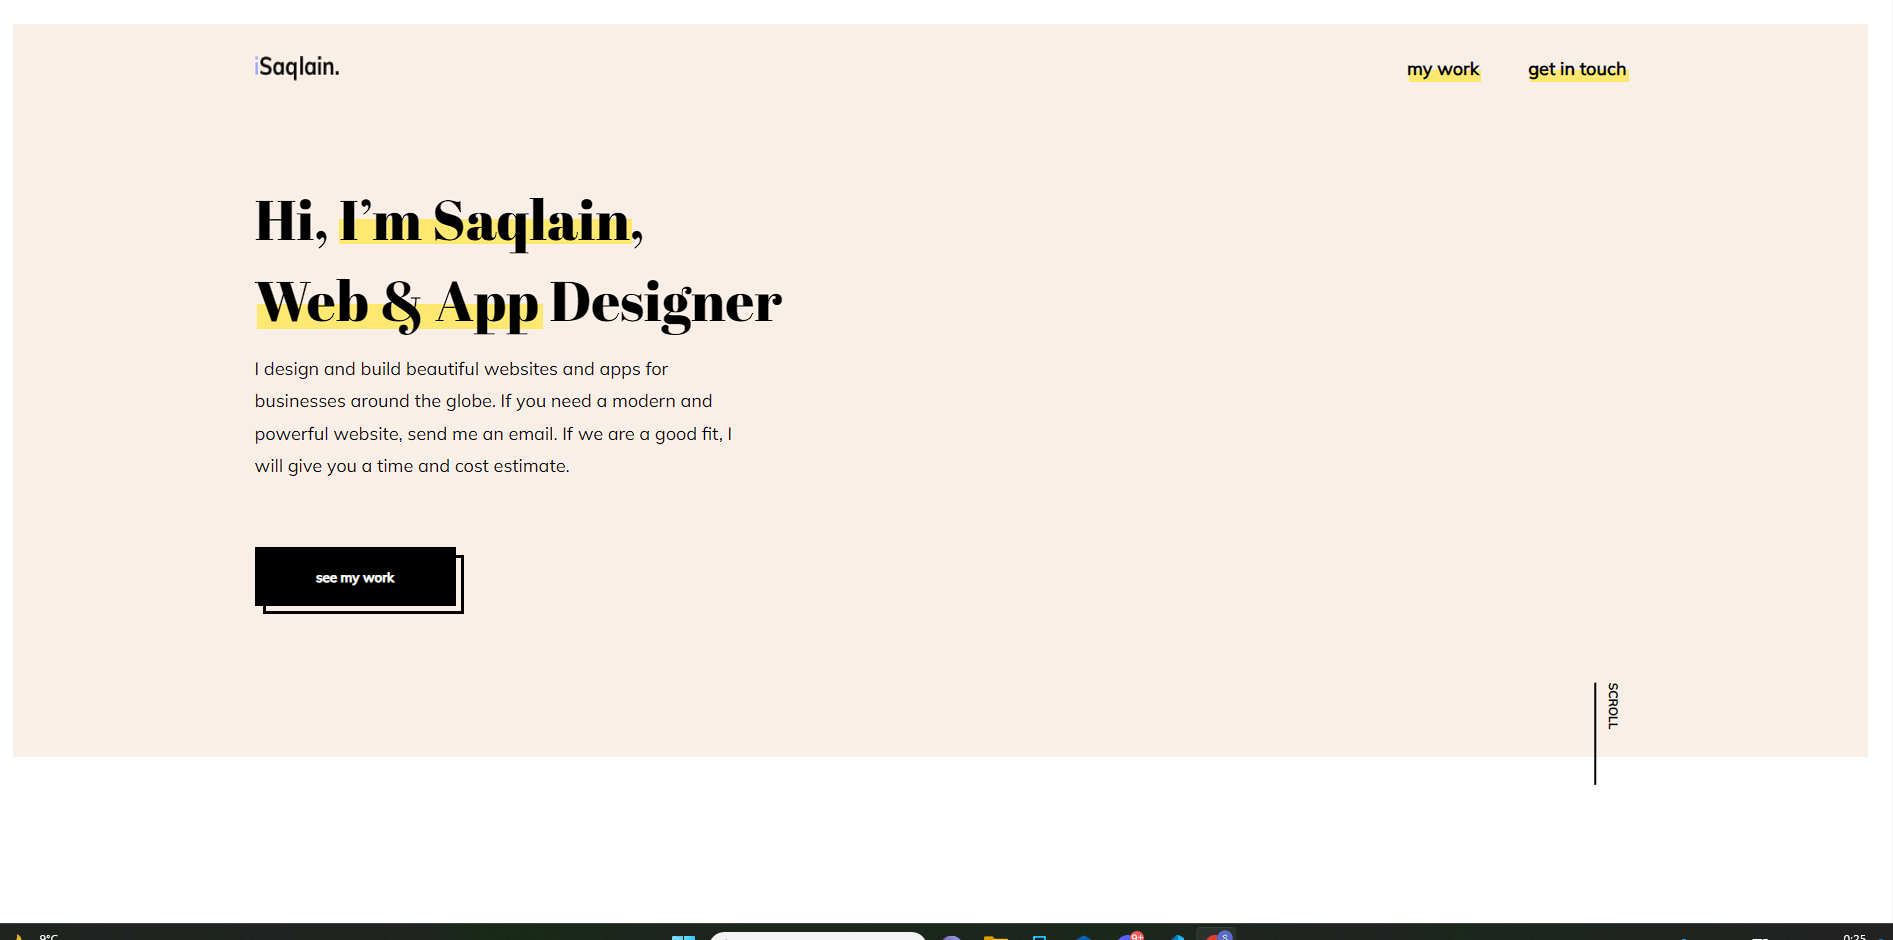 iSaqlain.
my work
get in touch
Hi, I’m Saqlain,
Web & App Designer
I design and build beautiful websites and apps for
businesses around the globe. If you need a modern and
powerful website, send me an email. If we are a good fit, I
will give you a time and cost estimate.
see my work
SCROLL
9°C
9+
S
0:25